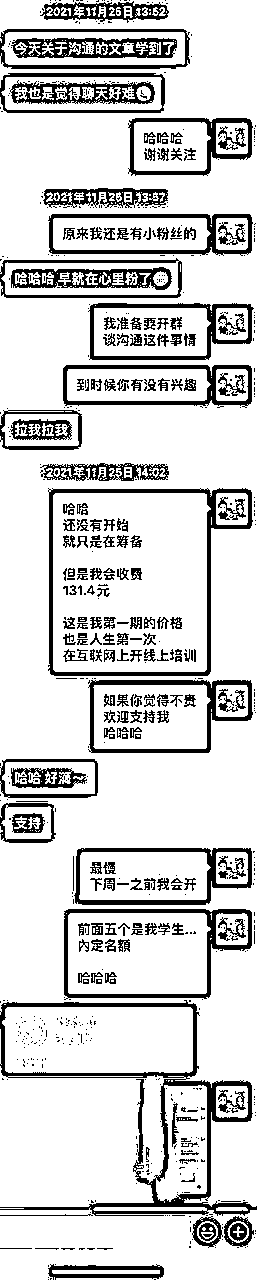 2021年11月26日 13:52
今天关于沟通的文章学到了
我也是觉得聊天好难
哈哈哈
谢谢关注
2021年11月26日 13:57
原来我还是有小粉丝的
哈哈哈 早就在心里粉了
我准备要开群
谈沟通这件事情
到时候你有没有兴趣
拉我拉我
2021年11月26日 14:02
哈哈
还没有开始
就只是在筹备
但是我会收费
131.4元
这是我第一期的价格
也是人生第一次
在互联网上开线上培训
如果你觉得不贵
欢迎支持我
哈哈哈
哈哈 好滴~
支持
最慢
下周一之前我会开
前面五个是我学生...
內定名額
哈哈哈